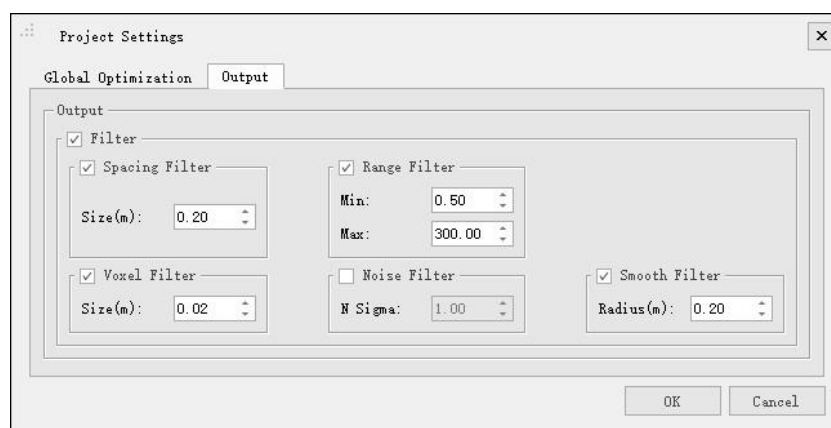 Project Settings
Global Optimization
Output
Output
Filter
Spacing Filter
Size(m):
0.20
Range Filter
Min:
0.50
Max:
300.00
Voxel Filter
Size(m):
0.02
Noise Filter
N Sigma:
1.00
Smooth Filter
Radius(m):
0.20
OK
Cancel